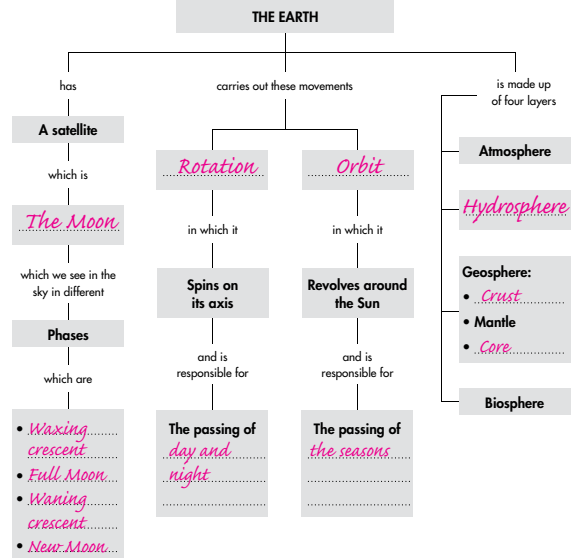 THE EARTH
has
A satellite
which is
The Moon
which we see in the
sky in different
Phases
which are
• Waxing
crescent
• Full Moon
• Waning
crescent
• New Moon
carries out these movements
Rotation
in which it
Spins on
its axis
and is
responsible for
The passing of
day and
night
Orbit
in which it
Revolves around
the Sun
and is
responsible for
The passing of
the seasons
is made up
of four layers
Atmosphere
Hydrosphere
Geosphere:
• Crust
• Mantle
• Core
Biosphere